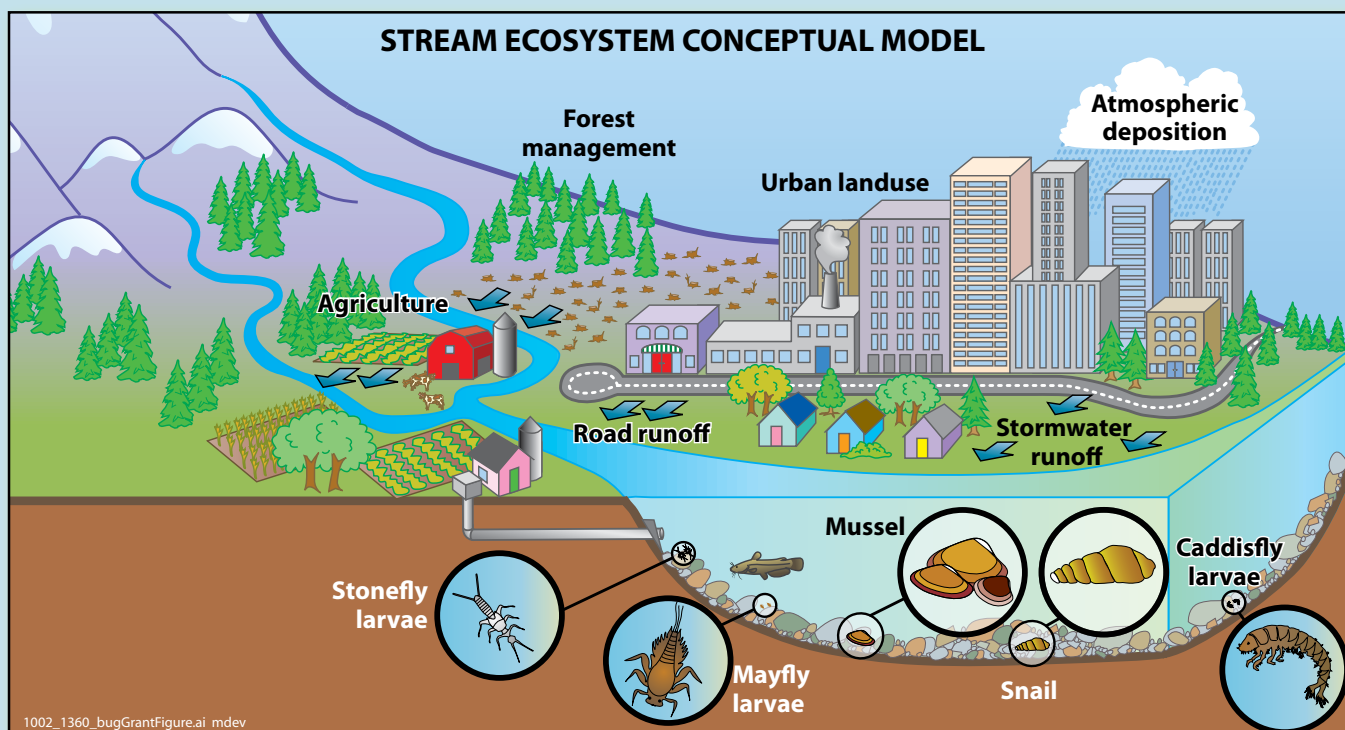 STREAM ECOSYSTEM CONCEPTUAL MODEL
Atmospheric
deposition
Forest
management
Urban landuse
Agriculture
Road runoff
Stormwater
runoff
Mussel
Caddisfly
larvae
Stonefly
larvae
Mayfly
larvae
Snail
1002_1360_bugGrantFigure.ai mdev